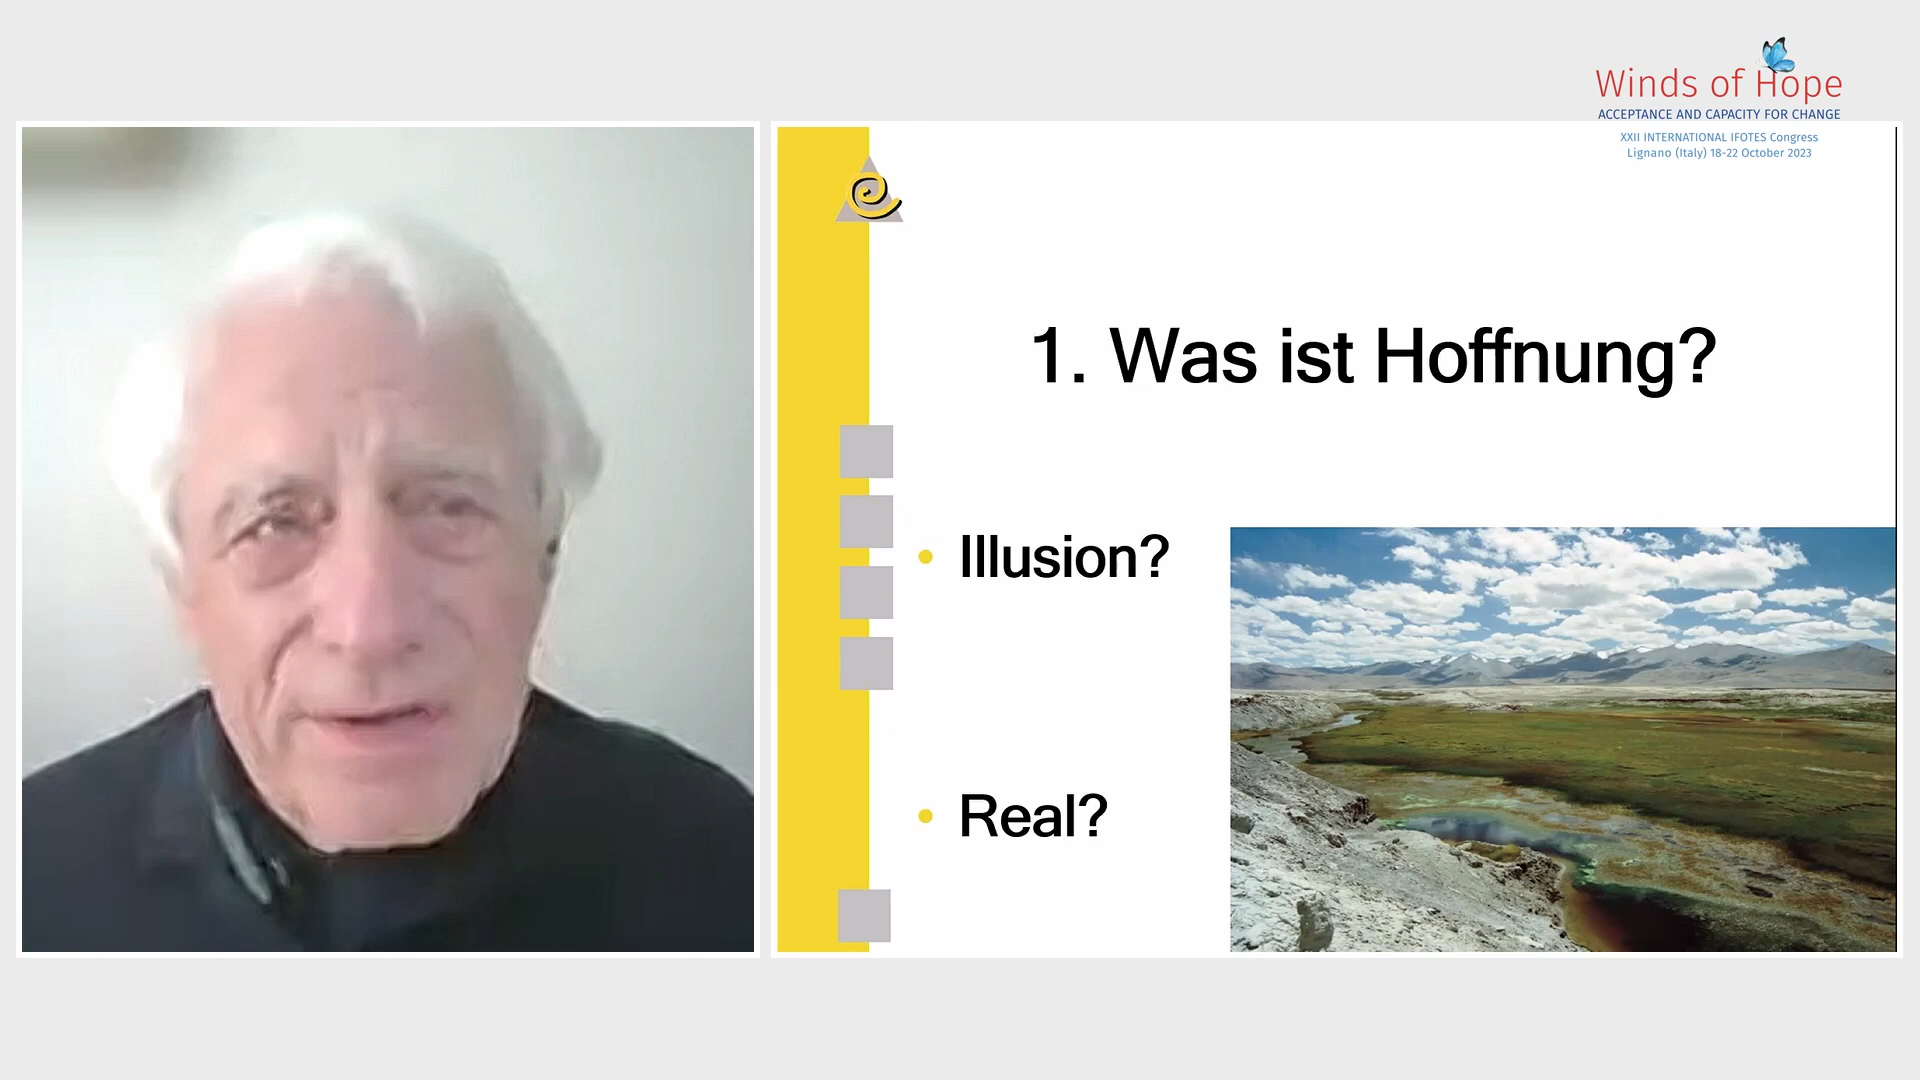 Winds of Hope
ACCEPTANCE AND CAPACITY FOR CHANGE
XXII INTERNATIONAL IFOTES Congress
Lignano (Italy) 18-22 October 2023
1. Was ist Hoffnung?
• Illusion?
• Real?